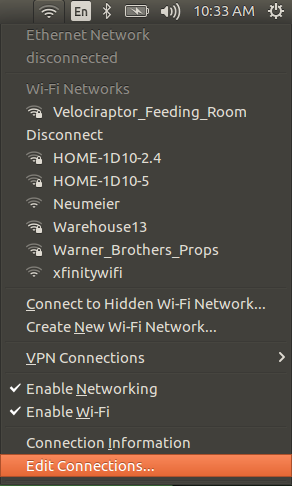 En 10:33 AM
Ethernet Network
disconnected
Wi-Fi Networks
Velociraptor_Feeding_Room
Disconnect
HOME-1D10-2.4
HOME-1D10-5
Neumeier
Warehouse13
Warner_Brothers_Props
xfinitywifi
Connect to Hidden Wi-Fi Network...
Create New Wi-Fi Network...
VPN Connections
Enable Networking
Enable Wi-Fi
Connection Information
Edit Connections...